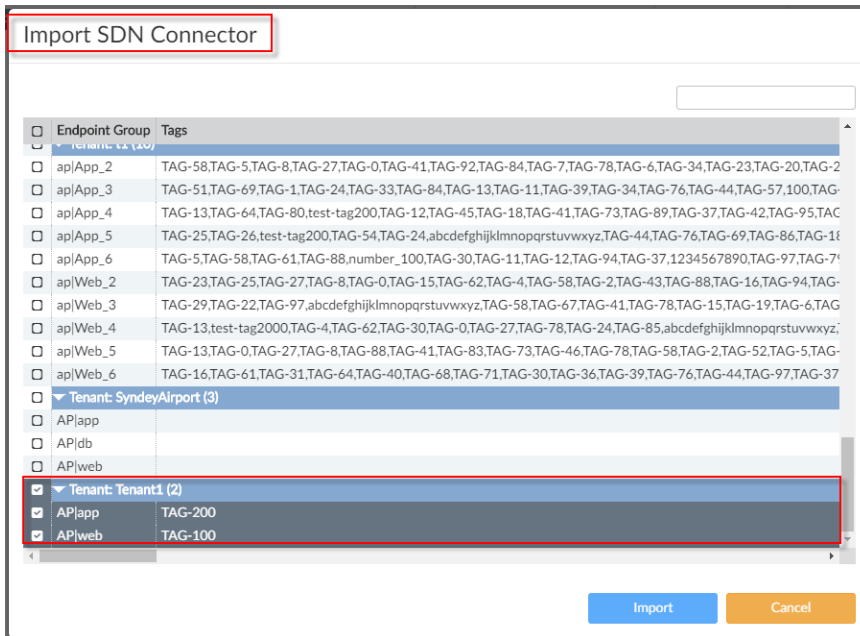 Import SDN Connector
Endpoint Group Tags
Tenant: t1 (10)
ap|App_2 TAG-58,TAG-5,TAG-8,TAG-27,TAG-0,TAG-41,TAG-92,TAG-84,TAG-7,TAG-78,TAG-6,TAG-34,TAG-23,TAG-20,TAG-2
ap|App_3 TAG-51,TAG-69,TAG-1,TAG-24,TAG-33,TAG-84,TAG-13,TAG-11,TAG-39,TAG-34,TAG-76,TAG-44,TAG-57,100,TAG-
ap|App_4 TAG-13,TAG-64,TAG-80,test-tag200,TAG-12,TAG-45,TAG-18,TAG-41,TAG-73,TAG-89,TAG-37,TAG-42,TAG-95,TAG
ap|App_5 TAG-25,TAG-26,test-tag200,TAG-54,TAG-24,abcdefghijklmnopqrstuvwxyz,TAG-44,TAG-76,TAG-69,TAG-86,TAG-18
ap|App_6 TAG-5,TAG-58,TAG-61,TAG-88,number_100,TAG-30,TAG-11,TAG-12,TAG-94,TAG-37,1234567890,TAG-97,TAG-79
ap|Web_2 TAG-23,TAG-25,TAG-27,TAG-8,TAG-0,TAG-15,TAG-62,TAG-4,TAG-58,TAG-2,TAG-43,TAG-88,TAG-16,TAG-94,TAG-
ap|Web_3 TAG-29,TAG-22,TAG-97,abcdefghijklmnopqrstuvwxyz,TAG-58,TAG-67,TAG-41,TAG-78,TAG-15,TAG-19,TAG-6,TAG
ap|Web_4 TAG-13,test-tag2000,TAG-4,TAG-62,TAG-30,TAG-0,TAG-27,TAG-78,TAG-24,TAG-85,abcdefghijklmnopqrstuvwxyz,
ap|Web_5 TAG-13,TAG-0,TAG-27,TAG-8,TAG-88,TAG-41,TAG-83,TAG-73,TAG-46,TAG-78,TAG-58,TAG-2,TAG-52,TAG-5,TAG-
ap|Web_6 TAG-16,TAG-61,TAG-31,TAG-64,TAG-40,TAG-68,TAG-71,TAG-30,TAG-36,TAG-39,TAG-76,TAG-44,TAG-97,TAG-37
Tenant: SyndeyAirport (3)
AP|app
AP|db
AP|web
Tenant: Tenant1 (2)
AP|app TAG-200
AP|web TAG-100
Import Cancel